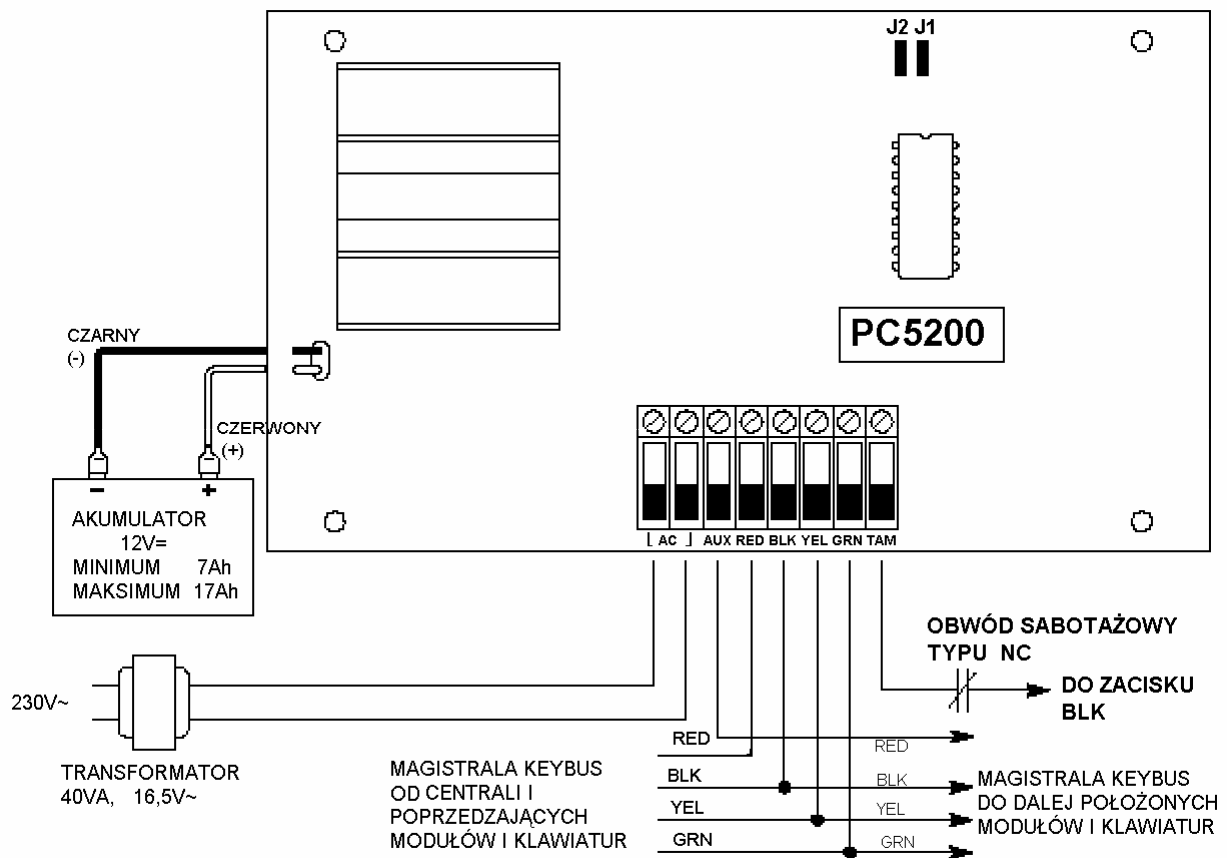 J2 J1
PC5200
CZARNY
(-)
CZERWONY
(+)
- +
AKUMULATOR
12V=
MINIMUM 7Ah
MAKSIMUM 17Ah
AC AUX RED BLK YEL GRN TAM
OBWÓD SABOTAŻOWY
TYPU NC
DO ZACISKU
BLK
230V~
TRANSFORMATOR
40VA, 16,5V~
MAGISTRALA KEYBUS
OD CENTRALI I
POPRZEDZAJĄCYCH
MODUŁÓW I KLAWIATUR
RED
BLK
YEL
GRN
RED
BLK
YEL
GRN
MAGISTRALA KEYBUS
DO DALEJ POŁOŻONYCH
MODUŁÓW I KLAWIATUR